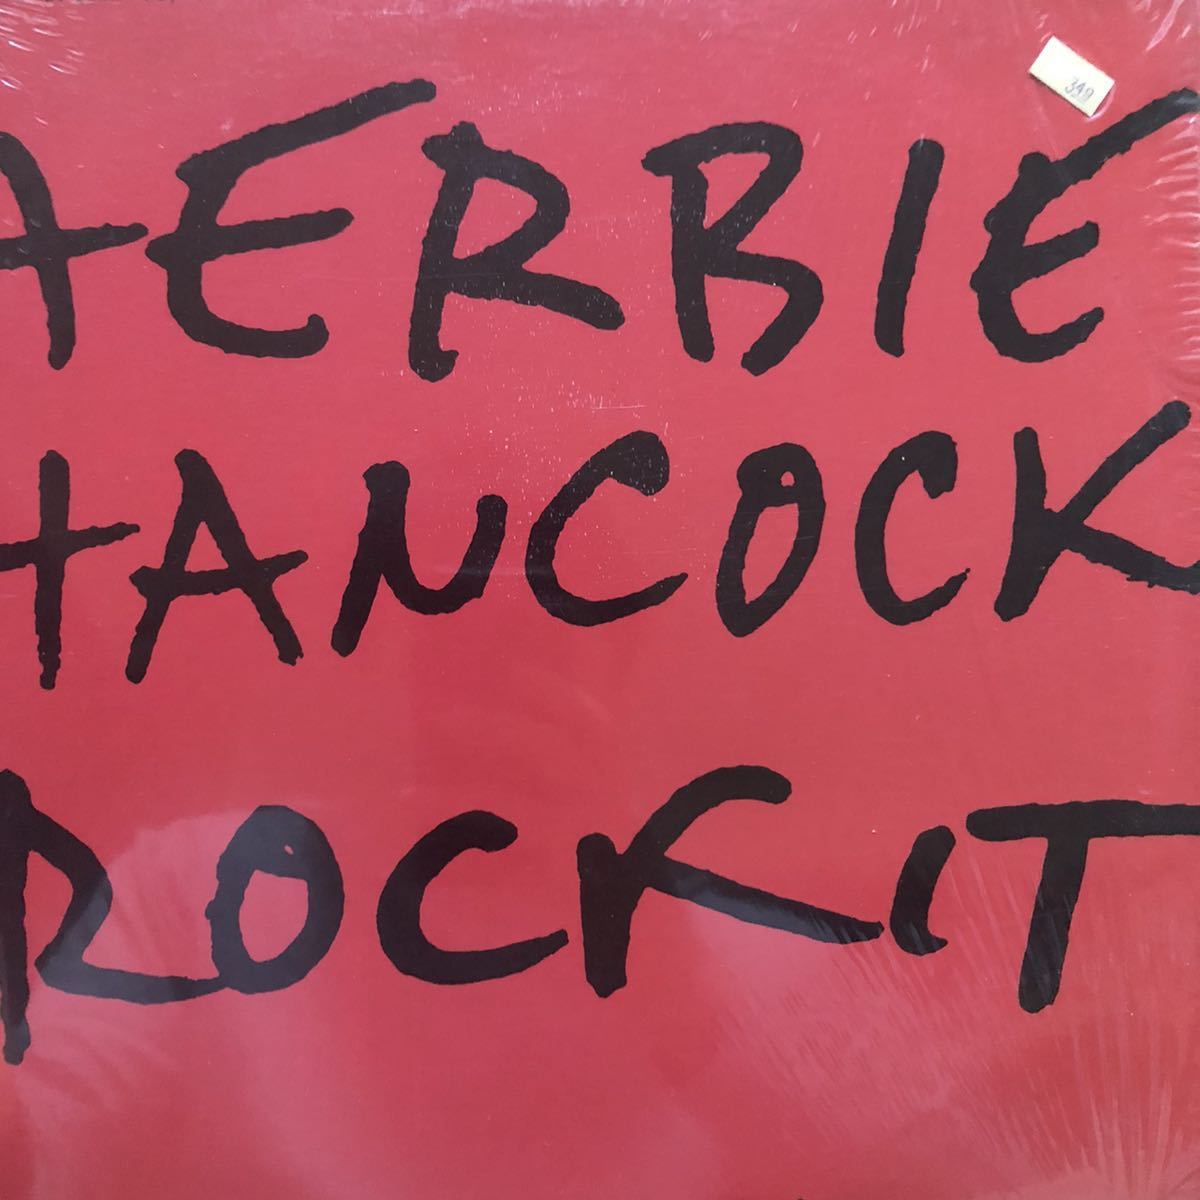 HERBIE
HANCOCK
ROCKIT
349